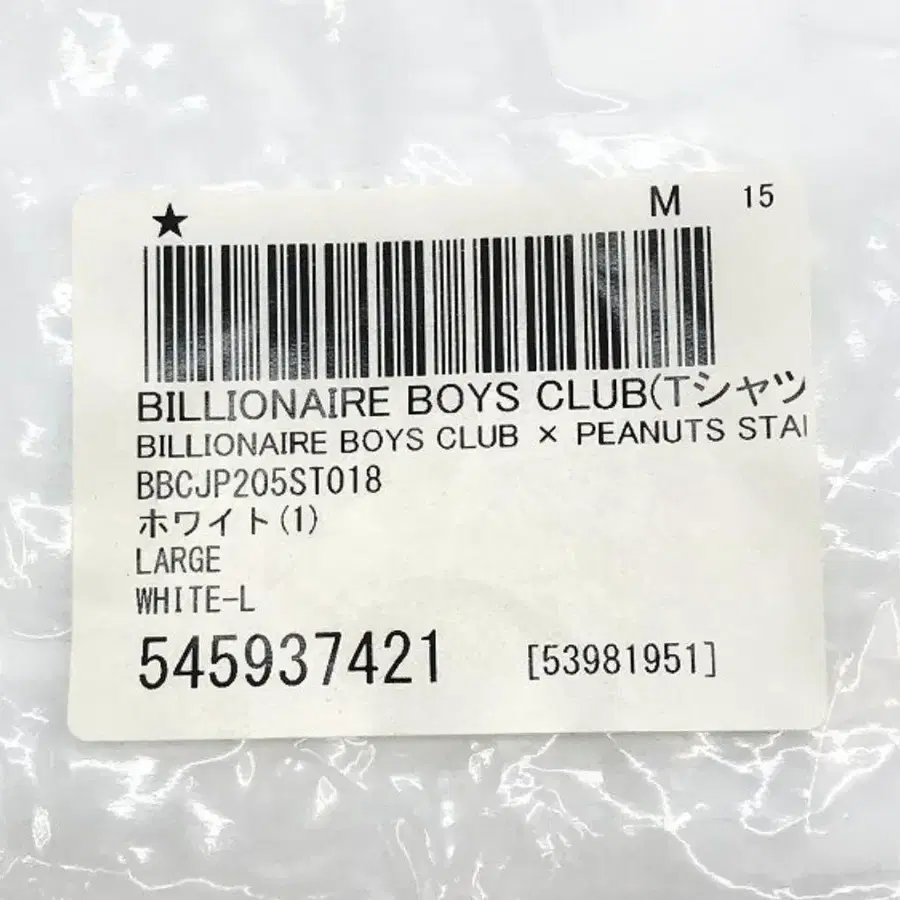 ★ M 15
BILLIONAIRE BOYS CLUB(Tシャツ
BILLIONAIRE BOYS CLUB × PEANUTS
BBCJP205ST018
ホワイト(1)
LARGE
WHITE-L
545937421 [53981951]